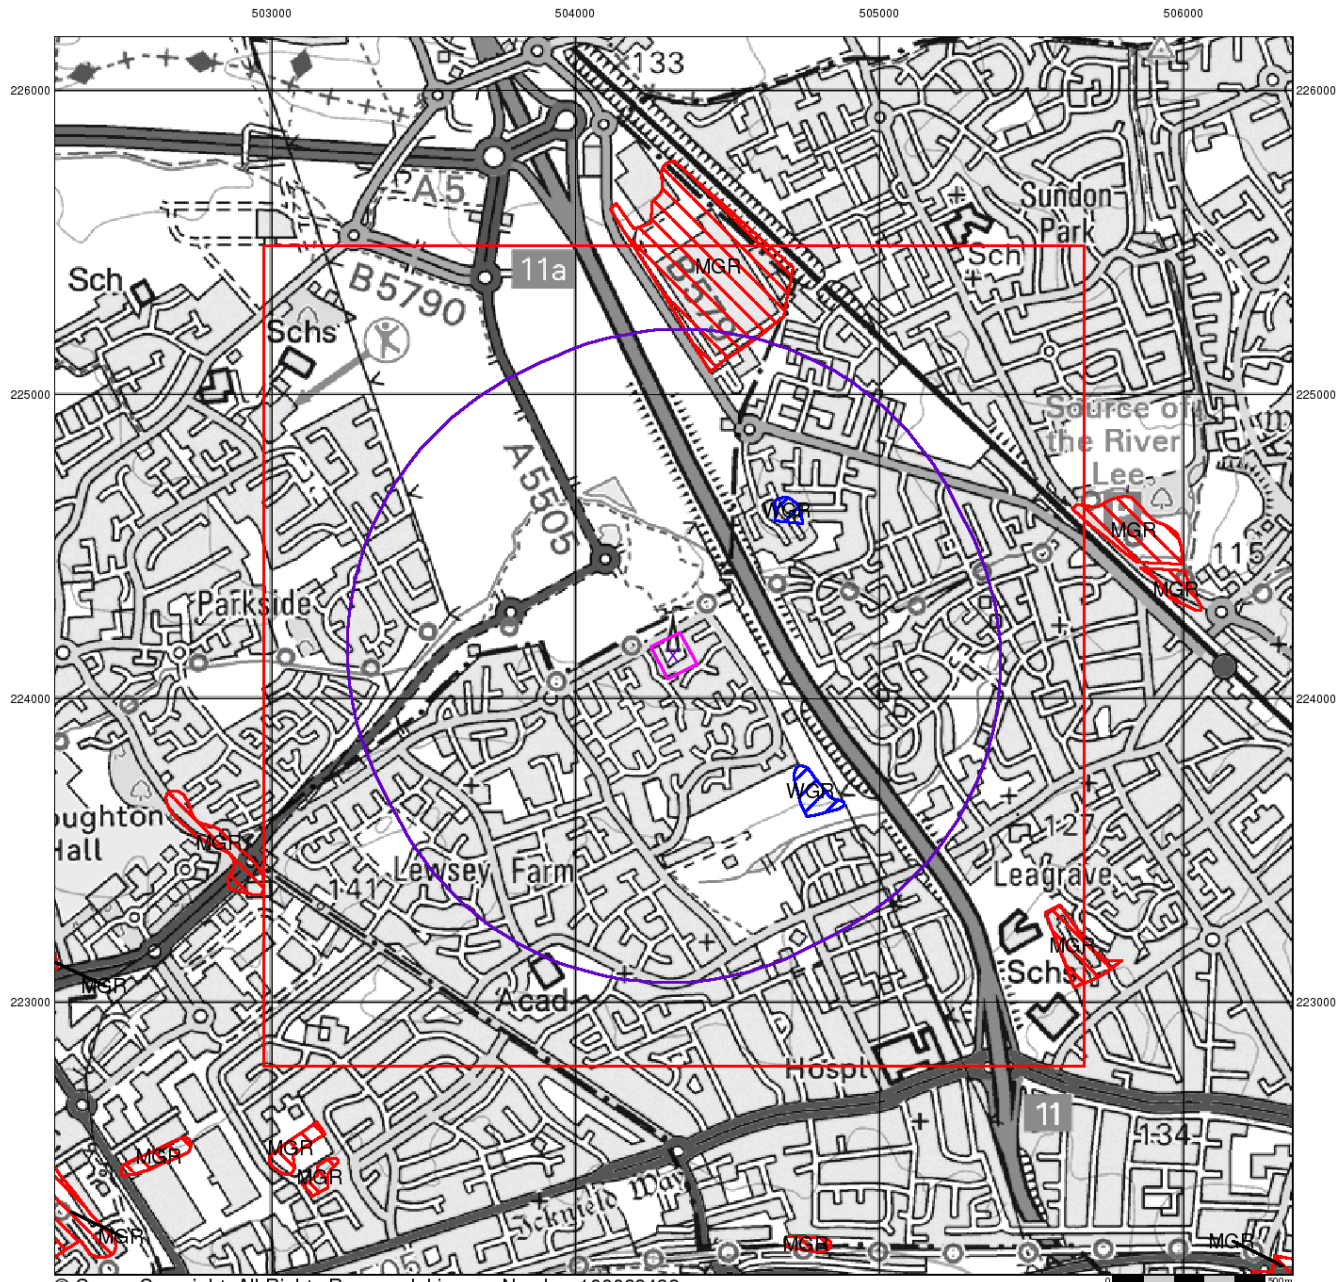 503000 504000 505000 506000
226000 226000
133
A5
Sundon
Park
Sch
MGR
11a
B5790
B579
Sch
Schs
225000 225000
Source of
the River
Lee
A5505
WGR
MGR
115
MGR
Parkside
224000 224000
WGR
oughton
Hall
MGR
127
Lewsey Farm
Leagrave
141
MGR
Schs
MGR
Acad
223000 223000
Hospl
11
134
MGR
MGR
MGR
Icknield Way
MGR
MGR
MGR
500m